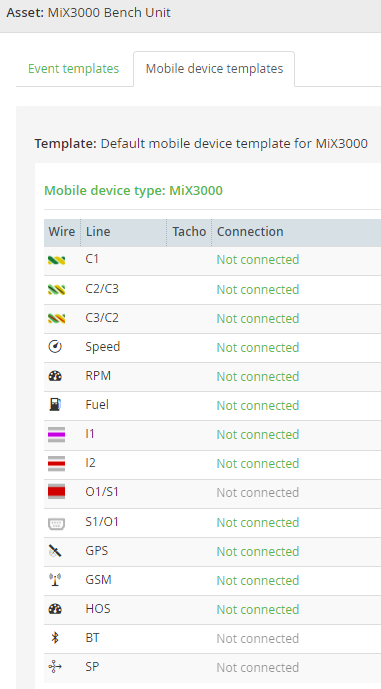 Asset: MiX3000 Bench Unit
Event templates Mobile device templates
Template: Default mobile device template for MiX3000
Mobile device type: MiX3000
Wire Line Tacho Connection
C1 Not connected
C2/C3 Not connected
C3/C2 Not connected
Speed Not connected
RPM Not connected
Fuel Not connected
I1 Not connected
I2 Not connected
O1/S1 Not connected
S1/O1 Not connected
GPS Not connected
GSM Not connected
HOS Not connected
BT Not connected
SP Not connected